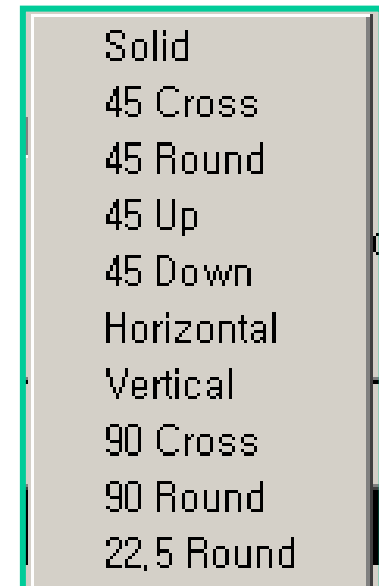 Solid
45 Cross
45 Round
45 Up
45 Down
Horizontal
Vertical
90 Cross
90 Round
22,5 Round